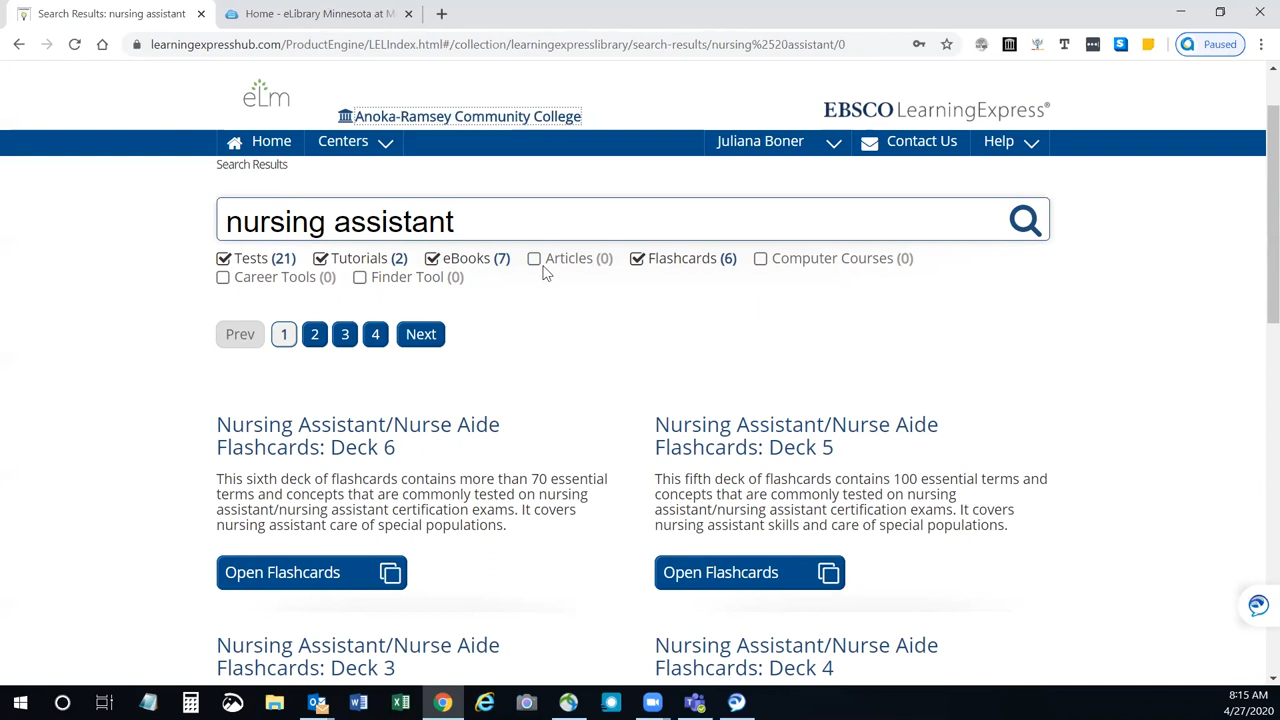 Search Results: nursing assistant
Home - eLibrary Minnesota at M
learningexpresshub.com/ProductEngine/LELIndex.html#/collection/learningexpresslibrary/search-results/nursing%2520assistant/0
Paused
eLm
Anoka-Ramsey Community College
EBSCO LearningExpress®
Home
Centers
Juliana Boner
Contact Us
Help
Search Results
nursing assistant
Tests (21) Tutorials (2) eBooks (7) Articles (0) Flashcards (6) Computer Courses (0)
Career Tools (0) Finder Tool (0)
Prev 1 2 3 4 Next
Nursing Assistant/Nurse Aide
Flashcards: Deck 6
This sixth deck of flashcards contains more than 70 essential
terms and concepts that are commonly tested on nursing
assistant/nursing assistant certification exams. It covers
nursing assistant care of special populations.
Open Flashcards
Nursing Assistant/Nurse Aide
Flashcards: Deck 5
This fifth deck of flashcards contains 100 essential terms and
concepts that are commonly tested on nursing
assistant/nursing assistant certification exams. It covers
nursing assistant skills and care of special populations.
Open Flashcards
Nursing Assistant/Nurse Aide
Flashcards: Deck 3
Nursing Assistant/Nurse Aide
Flashcards: Deck 4
8:15 AM
4/27/2020